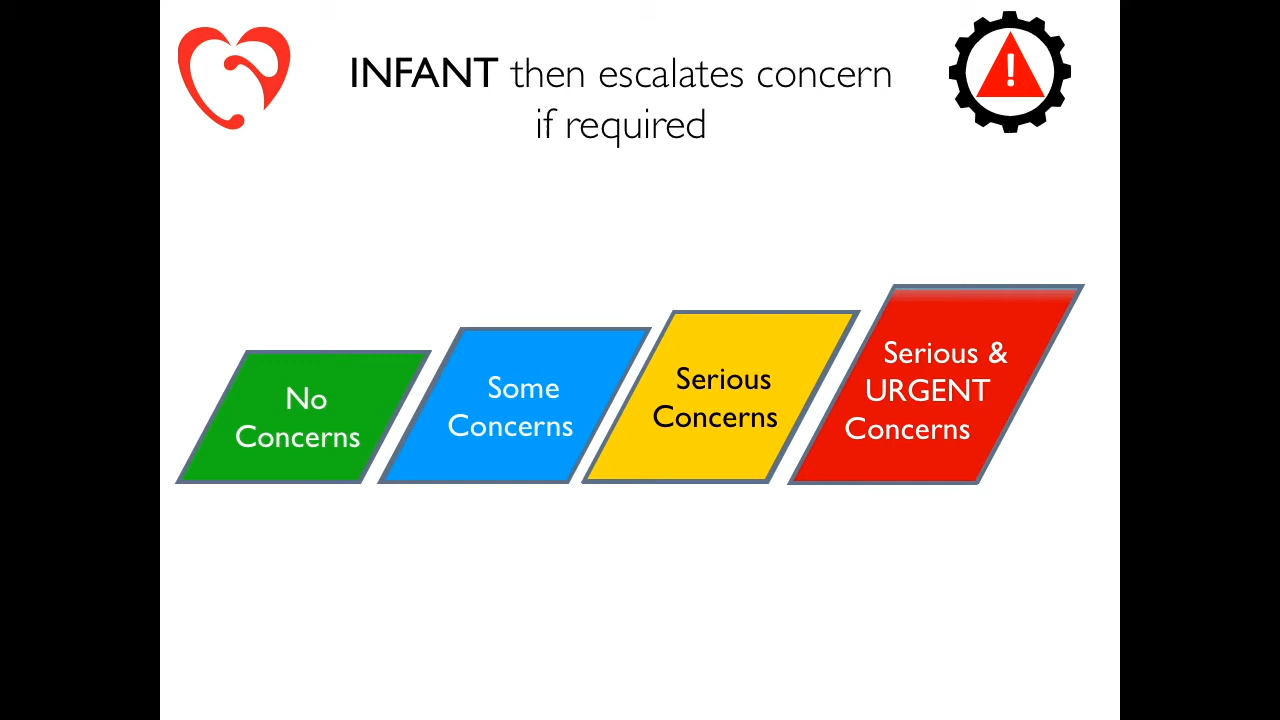 INFANT then escalates concern
if required
!
No
Concerns
Some
Concerns
Serious
Concerns
Serious &
URGENT
Concerns